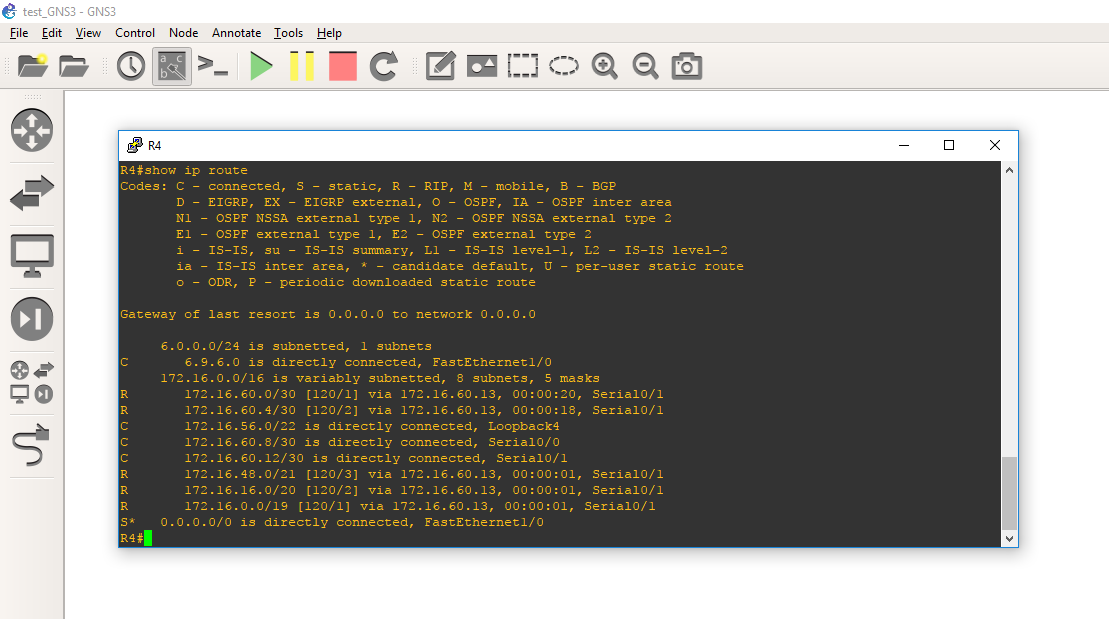 test_GNS3 - GNS3
File Edit View Control Node Annotate Tools Help
R4
R4#show ip route
Codes: C - connected, S - static, R - RIP, M - mobile, B - BGP
       D - EIGRP, EX - EIGRP external, O - OSPF, IA - OSPF inter area
       N1 - OSPF NSSA external type 1, N2 - OSPF NSSA external type 2
       E1 - OSPF external type 1, E2 - OSPF external type 2
       i - IS-IS, su - IS-IS summary, L1 - IS-IS level-1, L2 - IS-IS level-2
       ia - IS-IS inter area, * - candidate default, U - per-user static route
       o - ODR, P - periodic downloaded static route
Gateway of last resort is 0.0.0.0 to network 0.0.0.0
     6.0.0.0/24 is subnetted, 1 subnets
C       6.9.6.0 is directly connected, FastEthernet1/0
     172.16.0.0/16 is variably subnetted, 8 subnets, 5 masks
R       172.16.60.0/30 [120/1] via 172.16.60.13, 00:00:20, Serial0/1
R       172.16.60.4/30 [120/2] via 172.16.60.13, 00:00:18, Serial0/1
C       172.16.56.0/22 is directly connected, Loopback4
C       172.16.60.8/30 is directly connected, Serial0/0
C       172.16.60.12/30 is directly connected, Serial0/1
R       172.16.48.0/21 [120/3] via 172.16.60.13, 00:00:01, Serial0/1
R       172.16.16.0/20 [120/2] via 172.16.60.13, 00:00:01, Serial0/1
R       172.16.0.0/19 [120/1] via 172.16.60.13, 00:00:01, Serial0/1
S*   0.0.0.0/0 is directly connected, FastEthernet1/0
R4#